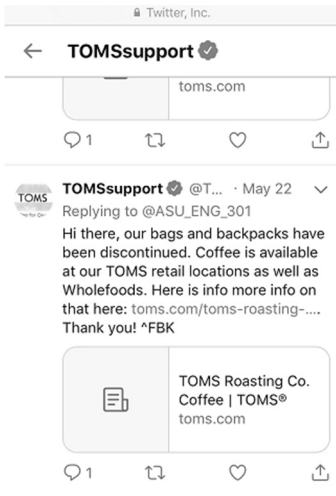 Twitter, Inc.
TOMSsupport
toms.com
1
TOMSsupport @T... · May 22
TOMS
Replying to @ASU_ENG_301
Hi there, our bags and backpacks have
been discontinued. Coffee is available
at our TOMS retail locations as well as
Wholefoods. Here is info more info on
that here: toms.com/toms-roasting-....
Thank you! ^FBK
TOMS Roasting Co.
Coffee | TOMS®
toms.com
1